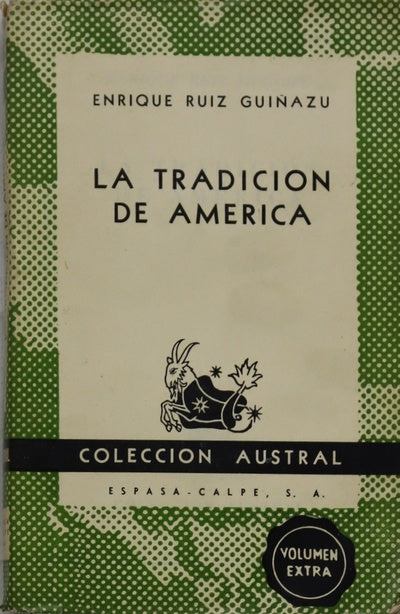 ENRIQUE RUIZ GUIÑAZU
LA TRADICION
DE AMERICA
COLECCION AUSTRAL
ESPASA-CALPE, S. A.
VOLUMEN
EXTRA